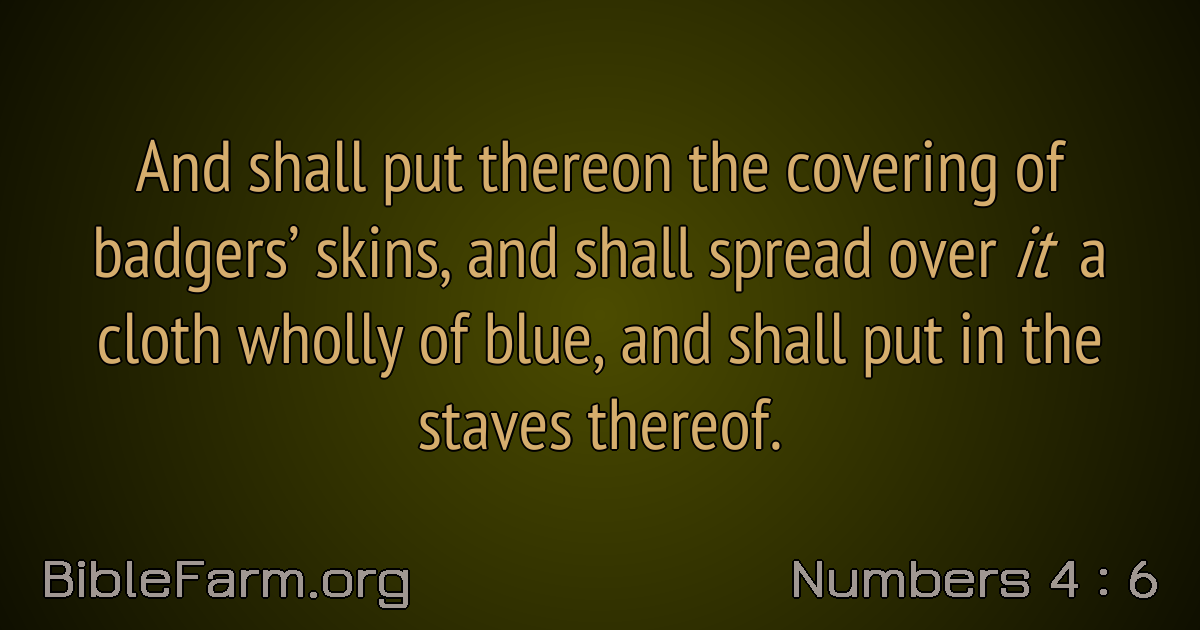 And shall put thereon the covering of
badgers’ skins, and shall spread over it a
cloth wholly of blue, and shall put in the
staves thereof.
BibleFarm.org
Numbers 4 : 6